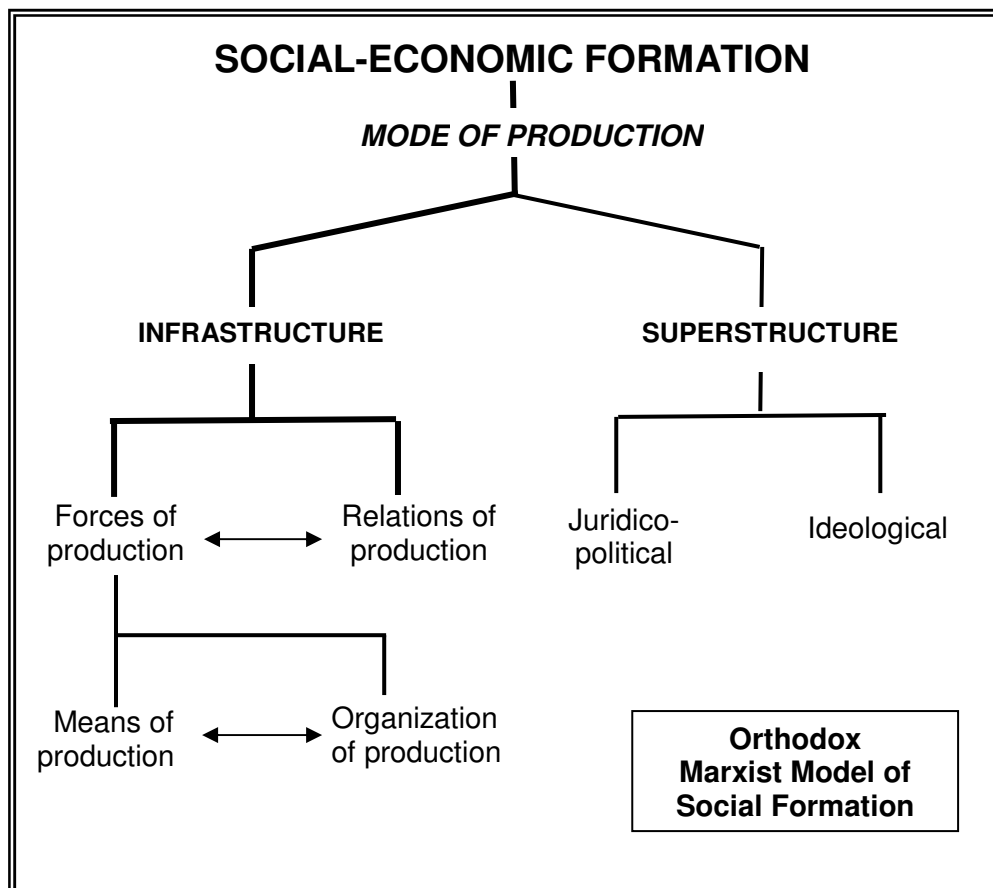 SOCIAL-ECONOMIC FORMATION
MODE OF PRODUCTION
INFRASTRUCTURE
SUPERSTRUCTURE
Forces of
production
Relations of
production
Juridico-
political
Ideological
Means of
production
Organization
of production
Orthodox
Marxist Model of
Social Formation